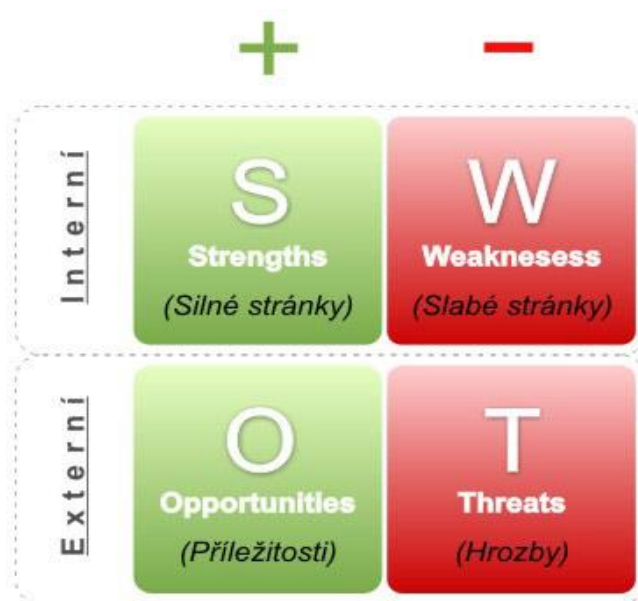 + −
Interní
S
Strengths
(Silné stránky)
W
Weaknesess
(Slabé stránky)
Externí
O
Opportunities
(Příležitosti)
T
Threats
(Hrozby)